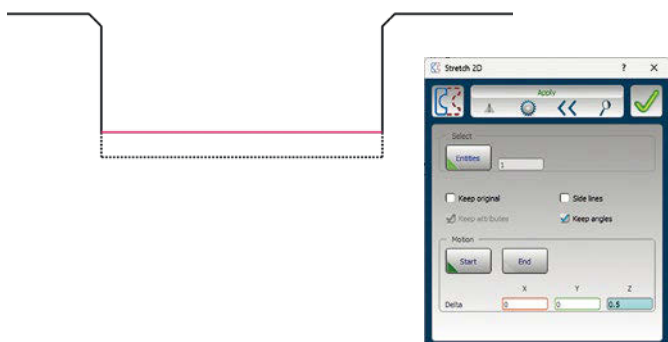 Stretch 2D ? X
Apply
Select
Entities 1
Keep original Side lines
Keep attributes Keep angles
Motion
Start End
X Y Z
Delta 0 0 0.5